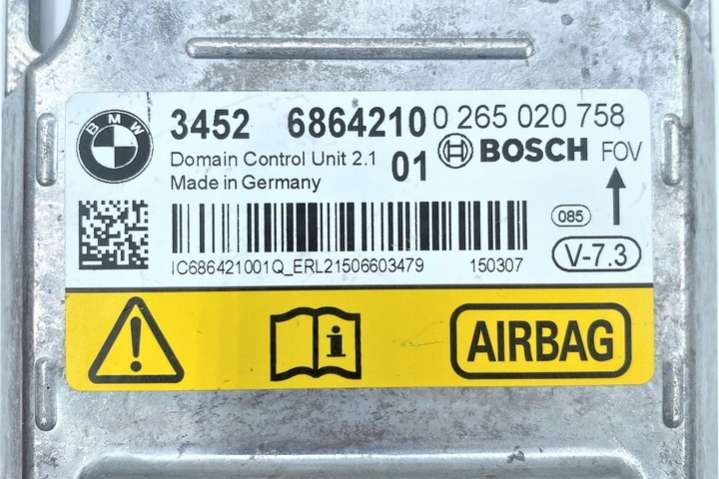 BMW
3452 6864210 0 265 020 758
Domain Control Unit 2.1 01 BOSCH FOV
Made in Germany
085
V-7.3
IC686421001Q_ERL21506603479 150307
i
AIRBAG